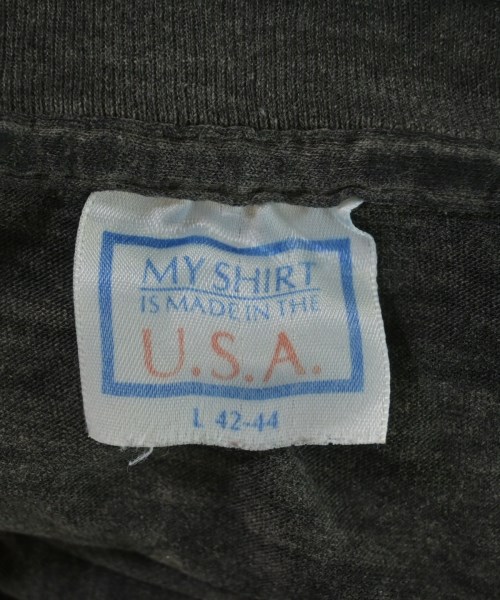 MY SHIRT
IS MADE IN THE
U.S.A.
L 42-44